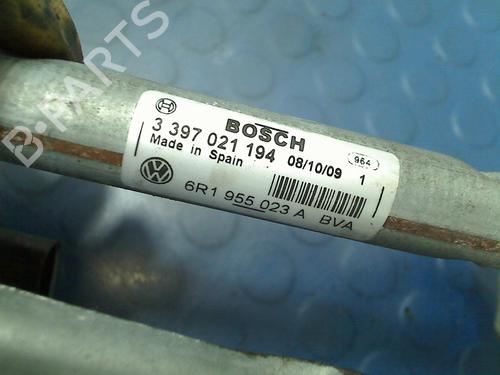 B-PARTS
BOSCH
3 397 021 194 08/10/09 964
Made in Spain 1
6R1 955 023 A BVA